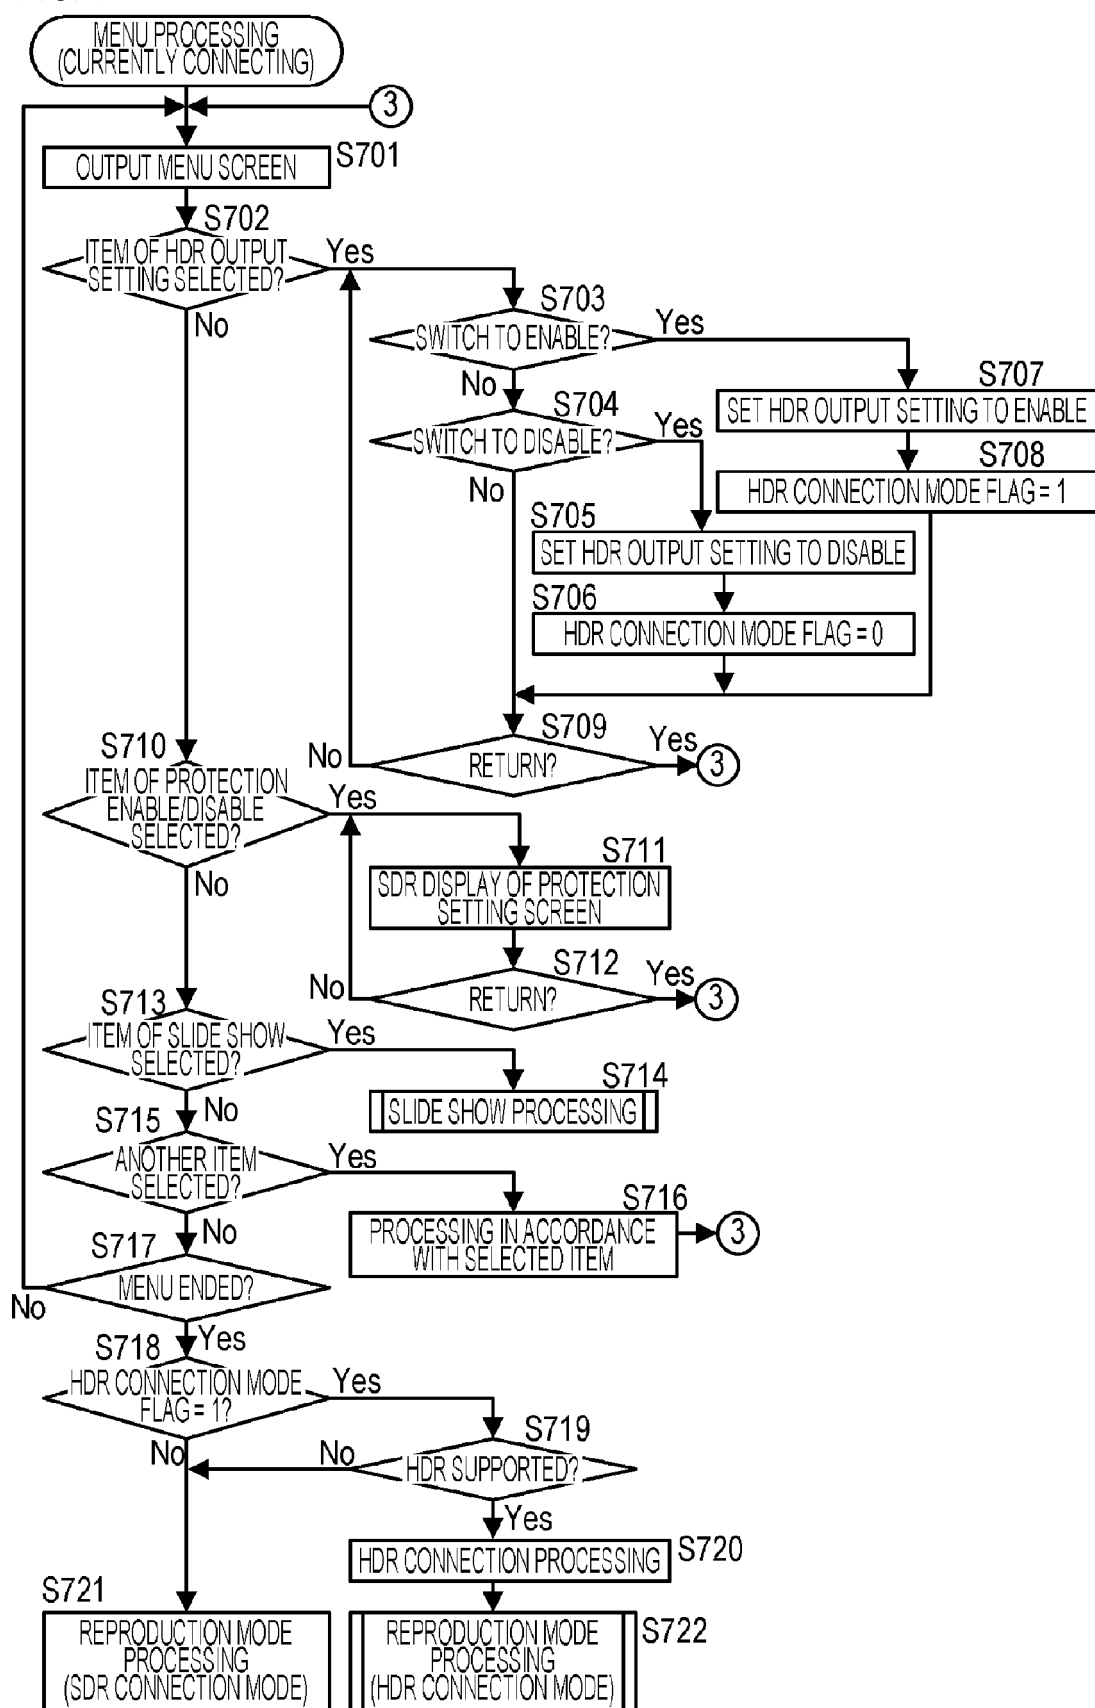 MENU PROCESSING
(CURRENTLY CONNECTING)
3
OUTPUT MENU SCREEN
S701
S702
ITEM OF HDR OUTPUT
SETTING SELECTED?
Yes
No
S703
SWITCH TO ENABLE?
Yes
No
S704
SWITCH TO DISABLE?
Yes
No
S707
SET HDR OUTPUT SETTING TO ENABLE
S708
HDR CONNECTION MODE FLAG = 1
S705
SET HDR OUTPUT SETTING TO DISABLE
S706
HDR CONNECTION MODE FLAG = 0
S709
RETURN?
No
Yes
3
S710
ITEM OF PROTECTION
ENABLE/DISABLE
SELECTED?
Yes
No
S711
SDR DISPLAY OF PROTECTION
SETTING SCREEN
S712
RETURN?
No
Yes
3
S713
ITEM OF SLIDE SHOW
SELECTED?
Yes
No
S714
SLIDE SHOW PROCESSING
S715
ANOTHER ITEM
SELECTED?
Yes
No
S716
PROCESSING IN ACCORDANCE
WITH SELECTED ITEM
3
S717
MENU ENDED?
No
Yes
S718
HDR CONNECTION MODE
FLAG = 1?
Yes
No
S719
HDR SUPPORTED?
No
Yes
HDR CONNECTION PROCESSING
S720
S721
REPRODUCTION MODE
PROCESSING
(SDR CONNECTION MODE)
REPRODUCTION MODE
PROCESSING
(HDR CONNECTION MODE)
S722